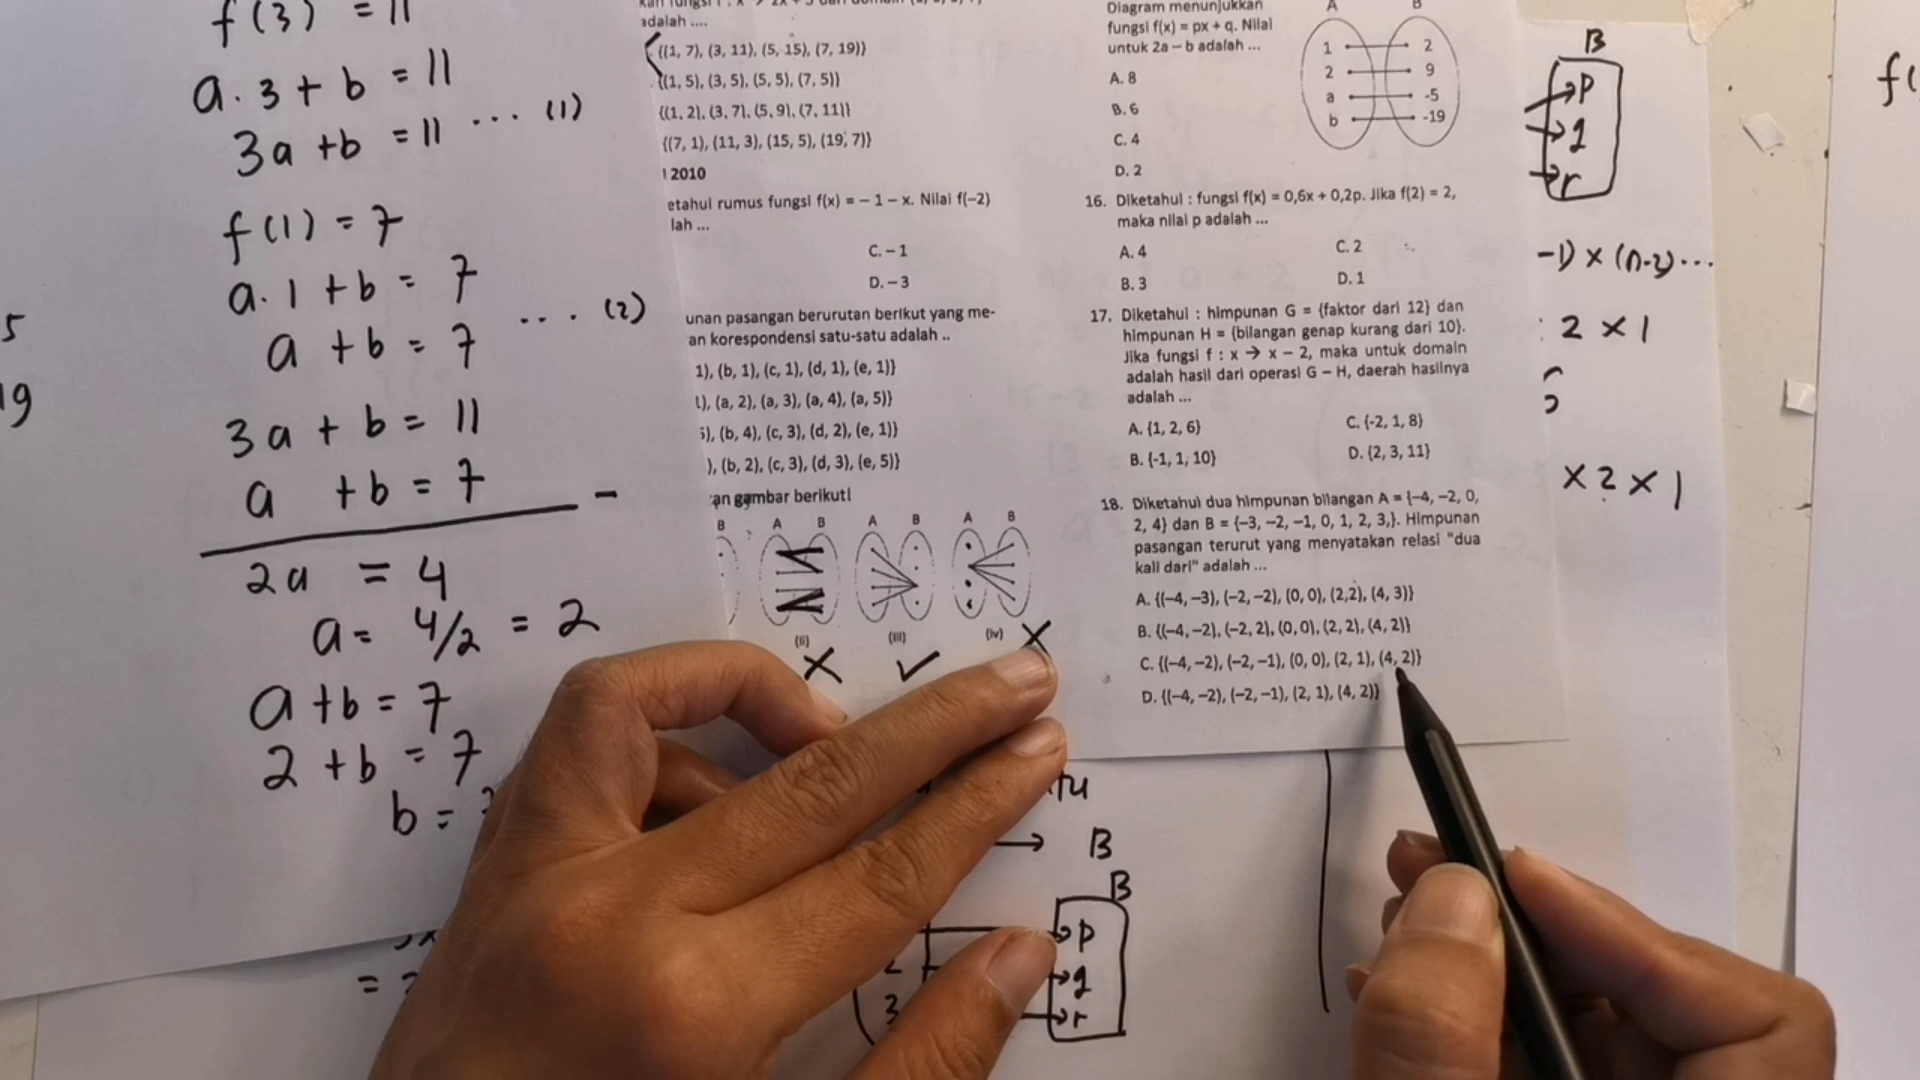 f(3) = 11
a. 3 + b = 11
3a + b = 11 ... (1)
f(1) = 7
a. 1 + b = 7
a + b = 7 ... (2)
3a + b = 11
a + b = 7 -
2a = 4
a = 4/2 = 2
a + b = 7
2 + b = 7
b =
5
19
adalah ....
{(1, 7), (3, 11), (5, 15), (7, 19)}
{(1, 5), (3, 5), (5, 5), (7, 5)}
{(1, 2), (3, 7), (5, 9), (7, 11)}
{(7, 1), (11, 3), (15, 5), (19, 7)}
2010
etahui rumus fungsi f(x) = – 1 – x. Nilai f(–2)
lah ...
C. – 1
D. – 3
unan pasangan berurutan berikut yang me-
an korespondensi satu-satu adalah ..
1), (b, 1), (c, 1), (d, 1), (e, 1)}
), (a, 2), (a, 3), (a, 4), (a, 5)}
5), (b, 4), (c, 3), (d, 2), (e, 1)}
), (b, 2), (c, 3), (d, 3), (e, 5)}
an gambar berikut!
B A B A B A B
(ii) (iii) (iv)
X ✓ X
Diagram menunjukkan
fungsi f(x) = px + q. Nilai
untuk 2a – b adalah ...
A. 8
B. 6
C. 4
D. 2
A B
1 2
2 9
a -5
b -19
16. Diketahui : fungsi f(x) = 0,6x + 0,2p. Jika f(2) = 2,
maka nilai p adalah ...
A. 4 C. 2
B. 3 D. 1
17. Diketahui : himpunan G = {faktor dari 12} dan
himpunan H = {bilangan genap kurang dari 10}.
Jika fungsi f : x → x – 2, maka untuk domain
adalah hasil dari operasi G – H, daerah hasilnya
adalah ...
A. {1, 2, 6} C. {-2, 1, 8}
B. {-1, 1, 10} D. {2, 3, 11}
18. Diketahui dua himpunan bilangan A = {–4, –2, 0,
2, 4} dan B = {–3, –2, –1, 0, 1, 2, 3,}. Himpunan
pasangan terurut yang menyatakan relasi "dua
kali dari" adalah ...
A. {(–4, –3), (–2, –2), (0, 0), (2,2), (4, 3)}
B. {(–4, –2), (–2, 2), (0, 0), (2, 2), (4, 2)}
C. {(–4, –2), (–2, –1), (0, 0), (2, 1), (4, 2)}
D. {(–4, –2), (–2, –1), (2, 1), (4, 2)}
B
p
q
r
-1) x (n-2) ...
2 x 1
x 2 x 1
f(
→ B
B
p
q
3 r